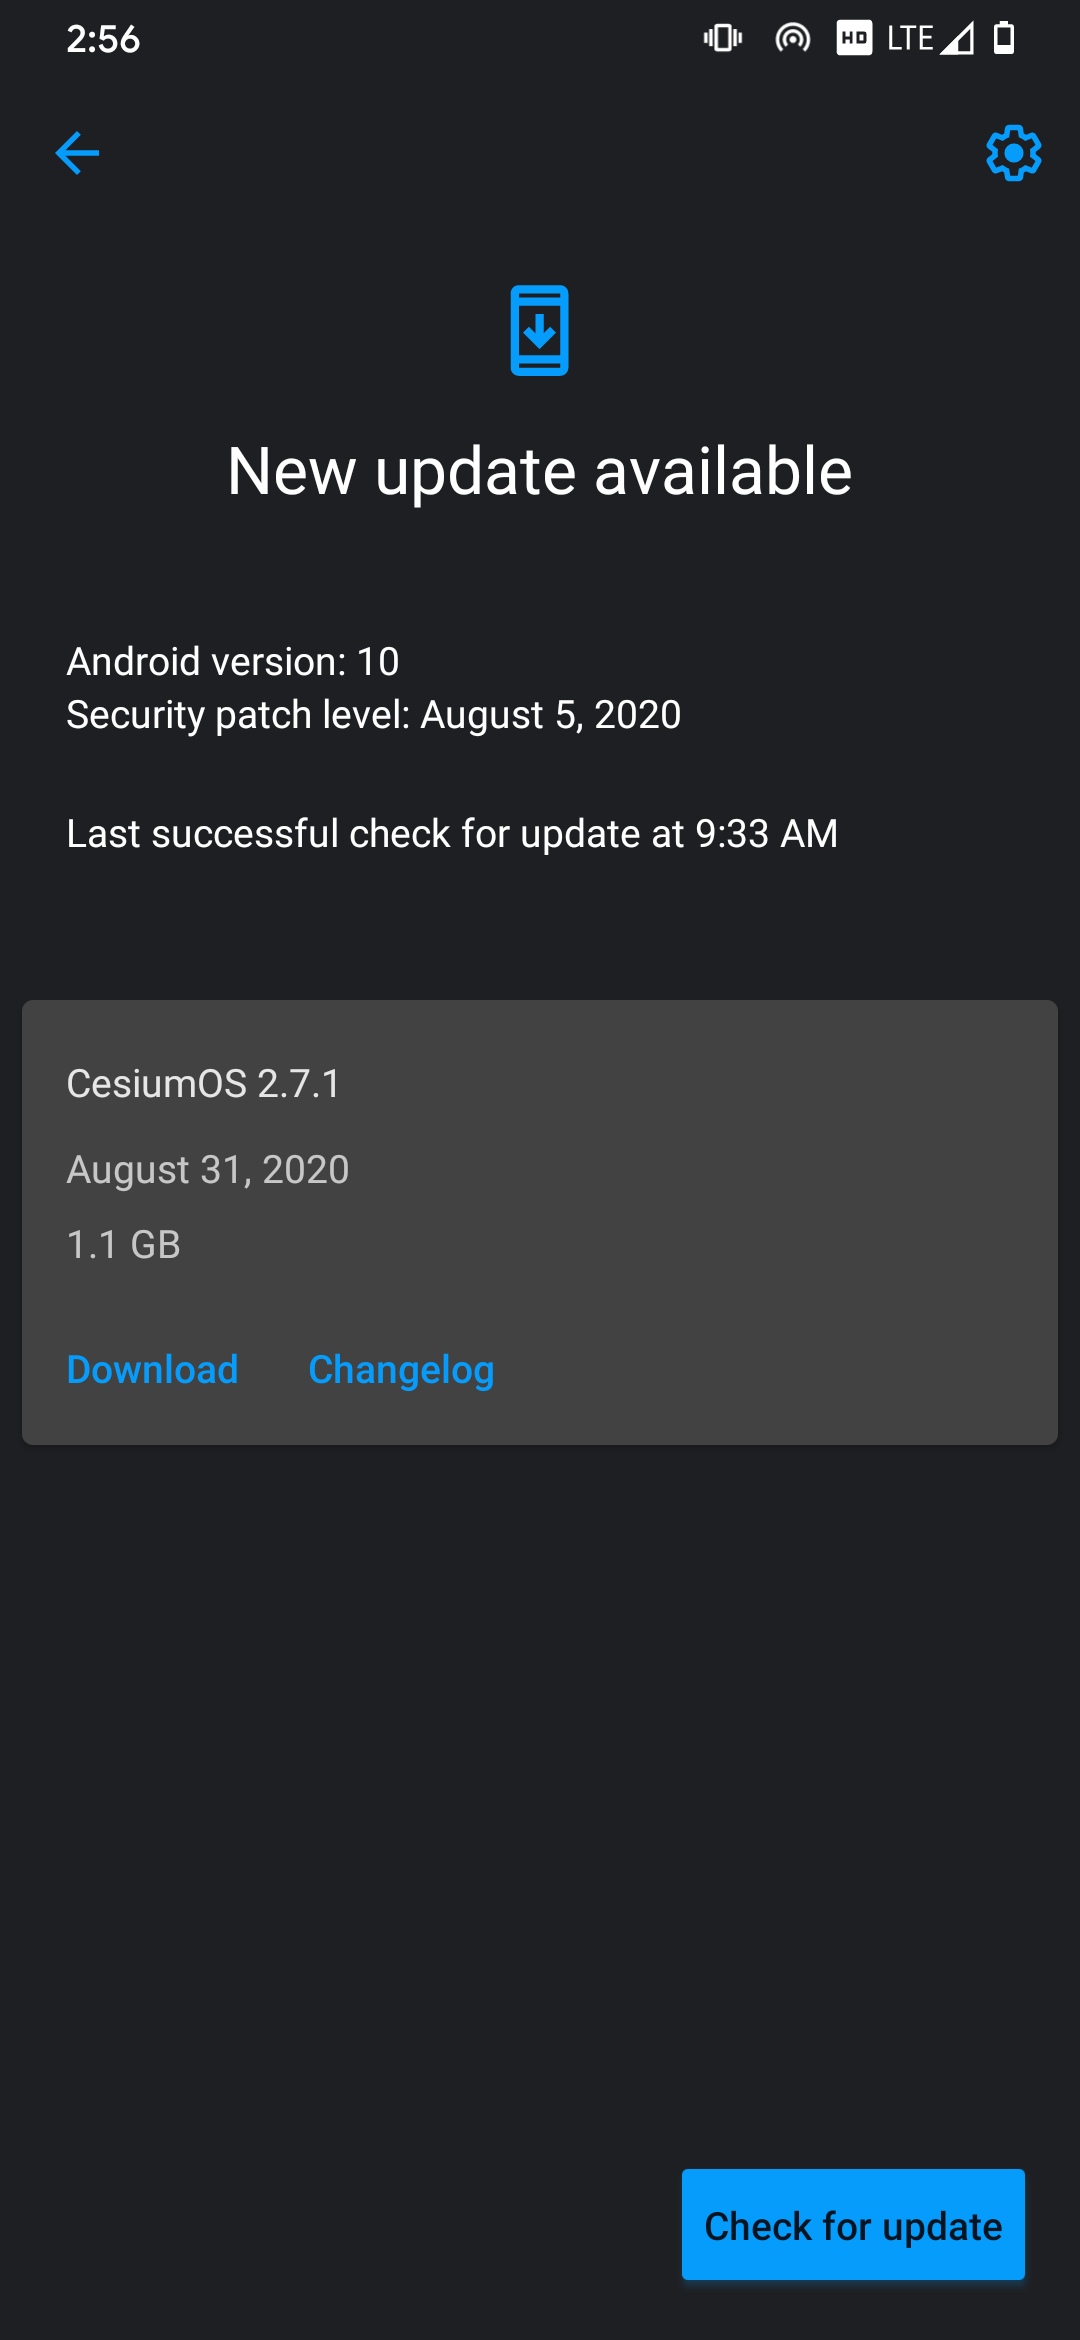 2:56
HD LTE
New update available
Android version: 10
Security patch level: August 5, 2020
Last successful check for update at 9:33 AM
CesiumOS 2.7.1
August 31, 2020
1.1 GB
Download Changelog
Check for update